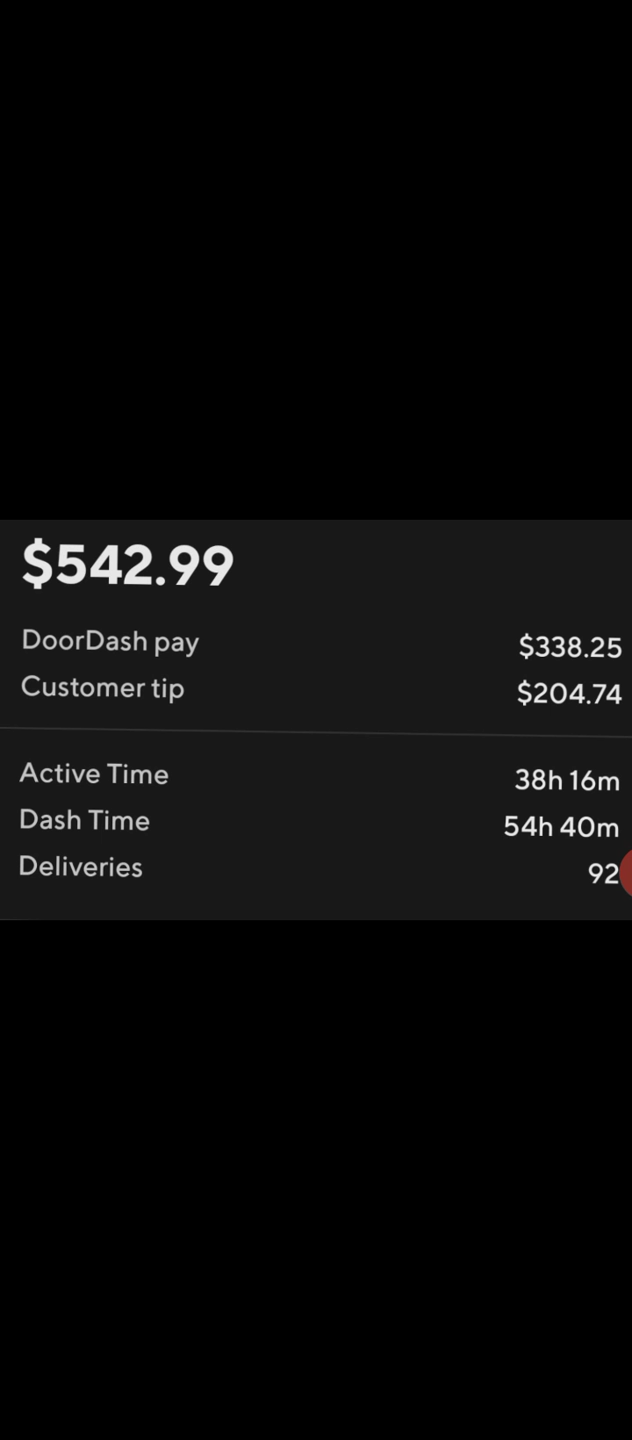 $542.99
DoorDash pay $338.25
Customer tip $204.74
Active Time 38h 16m
Dash Time 54h 40m
Deliveries 92